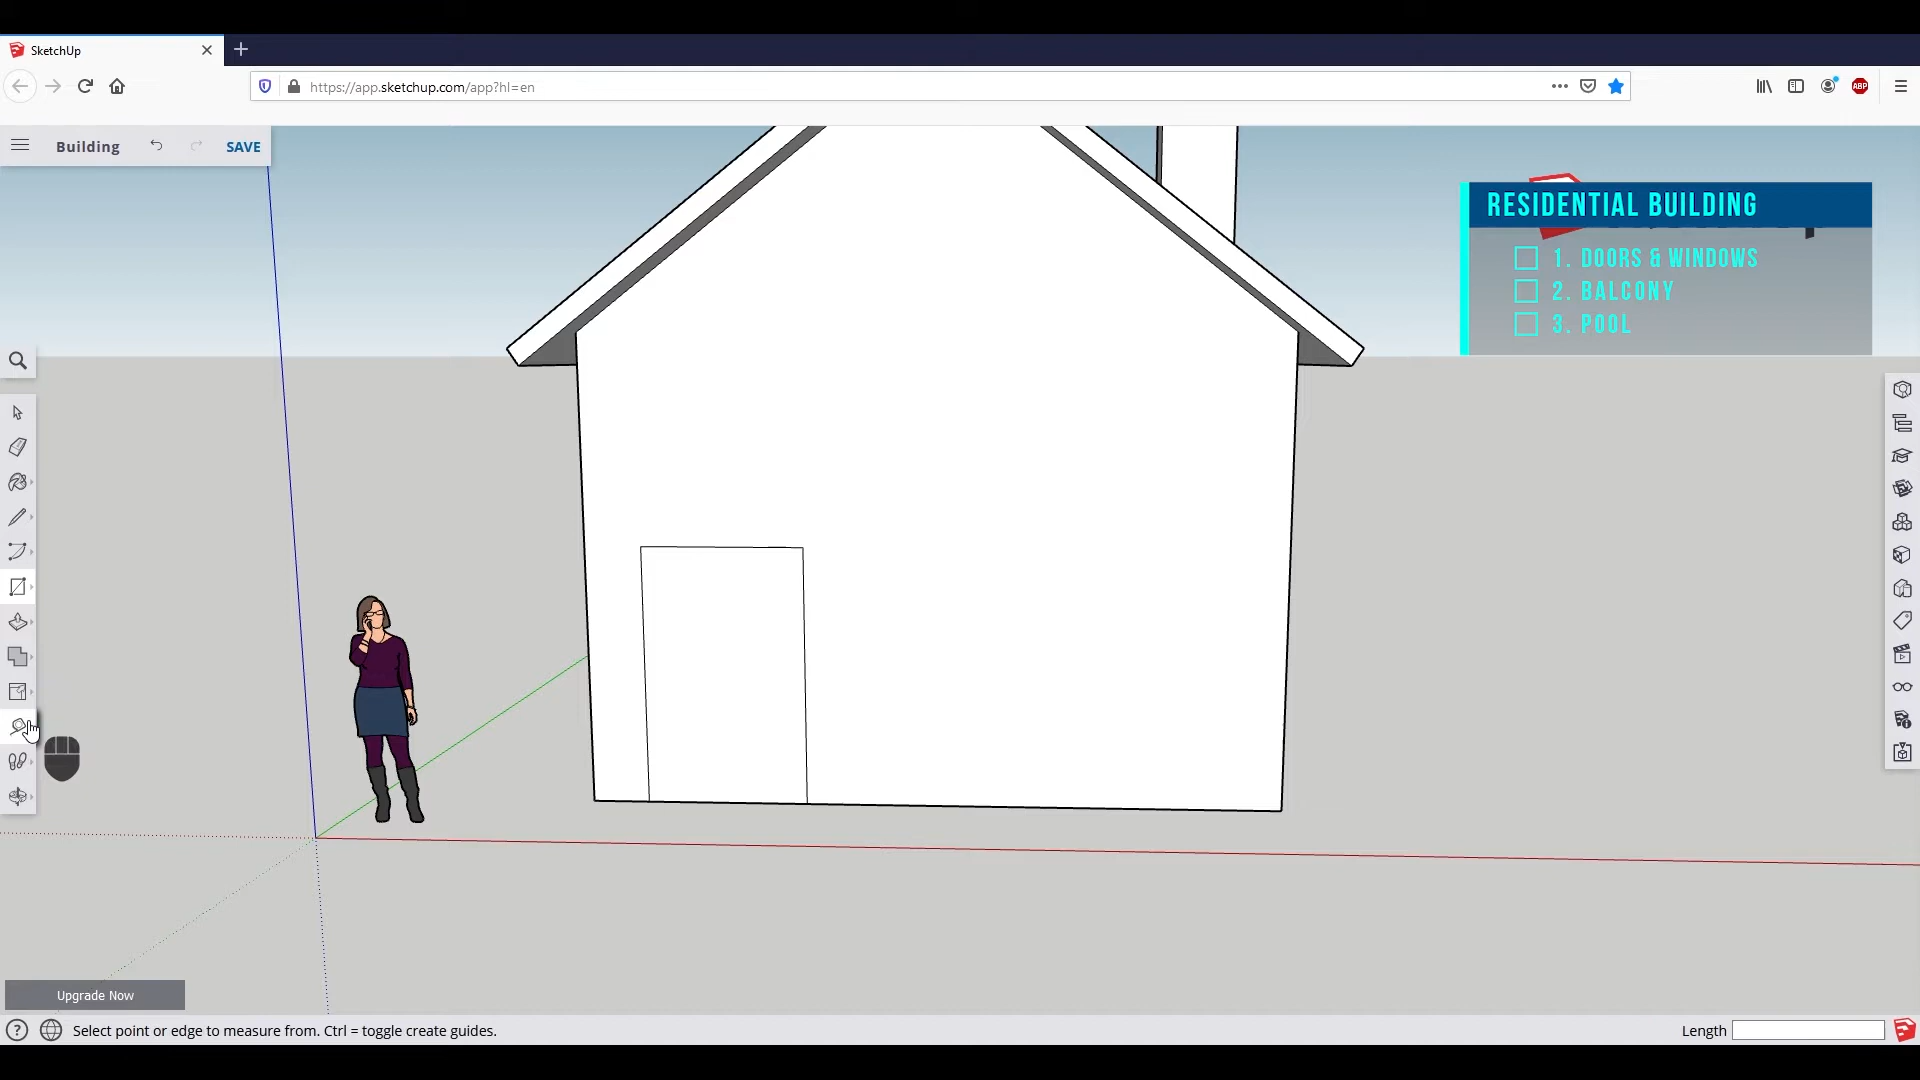 SketchUp
https://app.sketchup.com/app?hl=en
ABP
Building
SAVE
RESIDENTIAL BUILDING
1. DOORS & WINDOWS
2. BALCONY
3. POOL
Upgrade Now
Select point or edge to measure from. Ctrl = toggle create guides.
Length